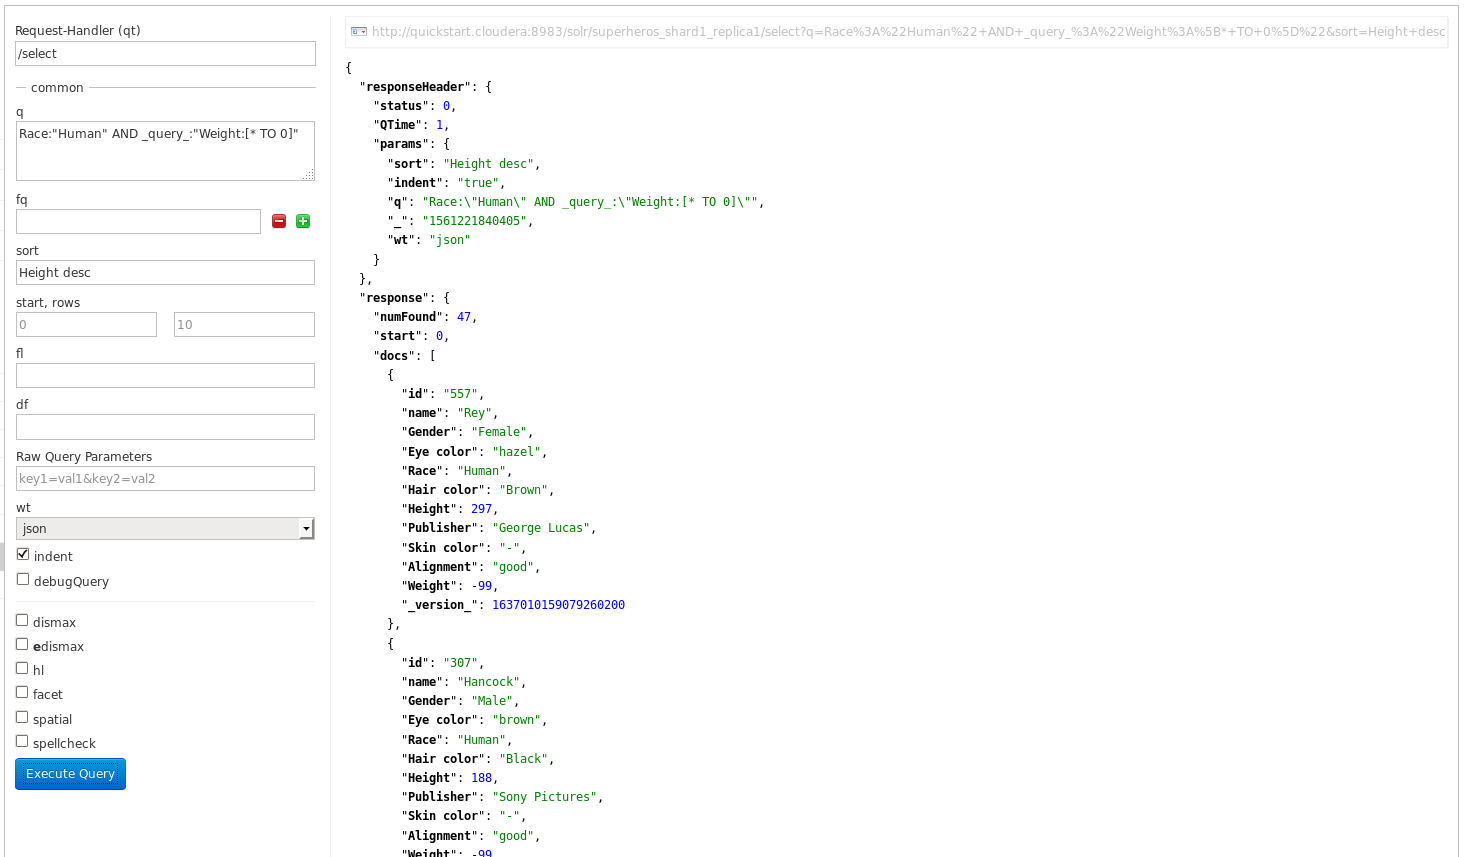 Request-Handler (qt)
/select
common
q
Race:"Human" AND _query_:"Weight:[* TO 0]"
fq
sort
Height desc
start, rows
0 10
fl
df
Raw Query Parameters
key1=val1&key2=val2
wt
json
indent
debugQuery
dismax
edismax
hl
facet
spatial
spellcheck
Execute Query
http://quickstart.cloudera:8983/solr/superheros_shard1_replica1/select?q=Race%3A%22Human%22+AND+_query_%3A%22Weight%3A%5B*+TO+0%5D%22&sort=Height+desc
{
"responseHeader": {
"status": 0,
"QTime": 1,
"params": {
"sort": "Height desc",
"indent": "true",
"q": "Race:\"Human\" AND _query_:\"Weight:[* TO 0]\"",
"_": "1561221840405",
"wt": "json"
}
},
"response": {
"numFound": 47,
"start": 0,
"docs": [
{
"id": "557",
"name": "Rey",
"Gender": "Female",
"Eye color": "hazel",
"Race": "Human",
"Hair color": "Brown",
"Height": 297,
"Publisher": "George Lucas",
"Skin color": "-",
"Alignment": "good",
"Weight": -99,
"_version_": 1637010159079260200
},
{
"id": "307",
"name": "Hancock",
"Gender": "Male",
"Eye color": "brown",
"Race": "Human",
"Hair color": "Black",
"Height": 188,
"Publisher": "Sony Pictures",
"Skin color": "-",
"Alignment": "good",
"Weight": -99